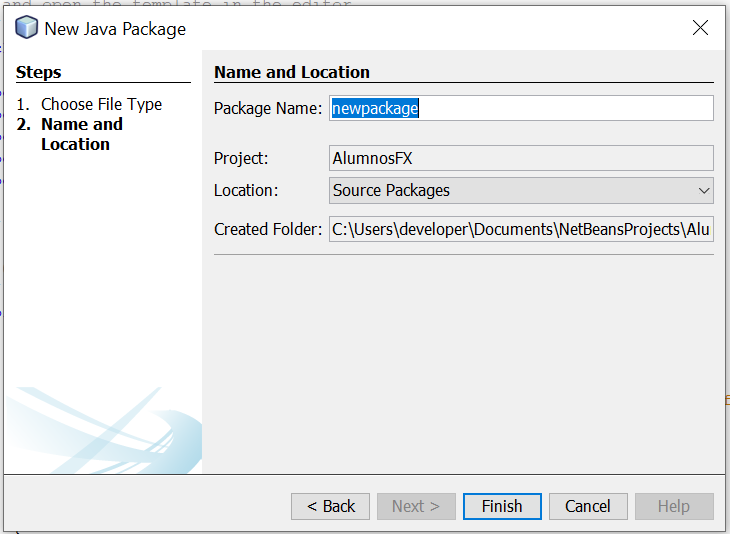 and open the template in the editor
New Java Package
Steps
1. Choose File Type
2. Name and
Location
Name and Location
Package Name: newpackage
Project: AlumnosFX
Location: Source Packages
Created Folder: C:\Users\developer\Documents\NetBeansProjects\Alu
< Back Next > Finish Cancel Help